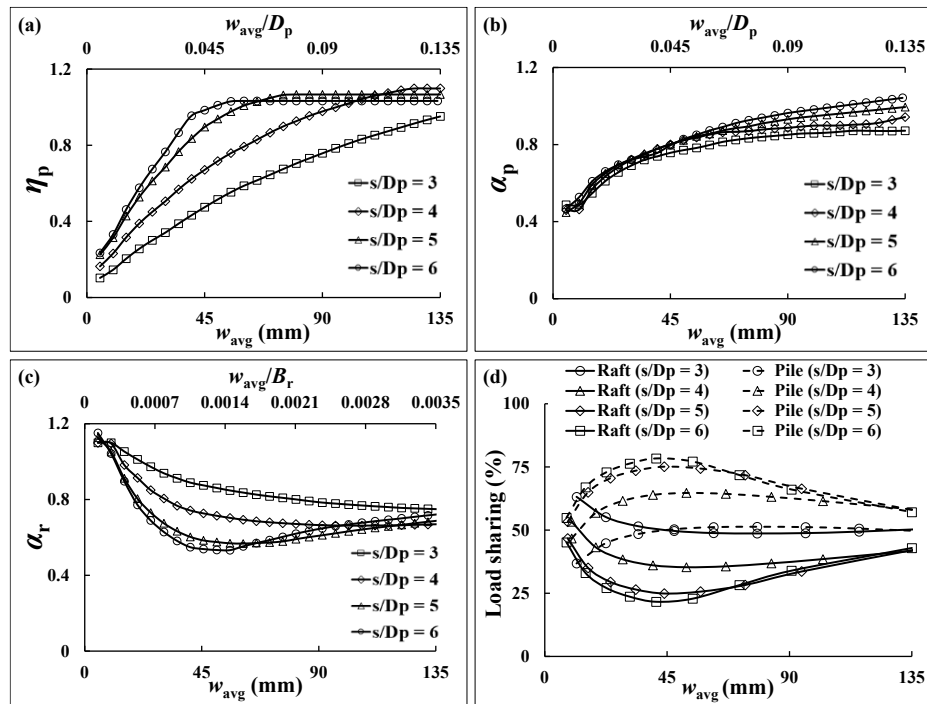 (a)
w_avg/D_p
0 0.045 0.09 0.135
1.2
0.8
0.4
0
η_p
s/Dp = 3
s/Dp = 4
s/Dp = 5
s/Dp = 6
0 45 90 135
w_avg (mm)
(b)
w_avg/D_p
0 0.045 0.09 0.135
1.2
0.8
0.4
0
α_p
s/Dp = 3
s/Dp = 4
s/Dp = 5
s/Dp = 6
0 45 90 135
w_avg (mm)
(c)
w_avg/B_r
0 0.0007 0.0014 0.0021 0.0028 0.0035
1.2
0.9
0.6
0.3
0
α_r
s/Dp = 3
s/Dp = 4
s/Dp = 5
s/Dp = 6
0 45 90 135
w_avg (mm)
(d)
Raft (s/Dp = 3) Pile (s/Dp = 3)
Raft (s/Dp = 4) Pile (s/Dp = 4)
Raft (s/Dp = 5) Pile (s/Dp = 5)
Raft (s/Dp = 6) Pile (s/Dp = 6)
100
75
50
25
0
Load sharing (%)
0 45 90 135
w_avg (mm)